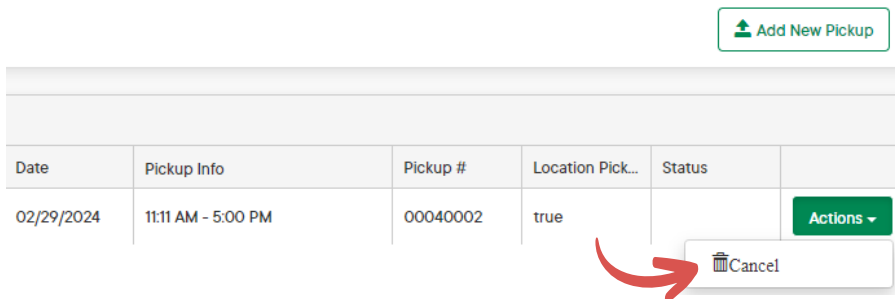 Add New Pickup
Date Pickup Info Pickup # Location Pick... Status
02/29/2024 11:11 AM - 5:00 PM 00040002 true Actions
Cancel